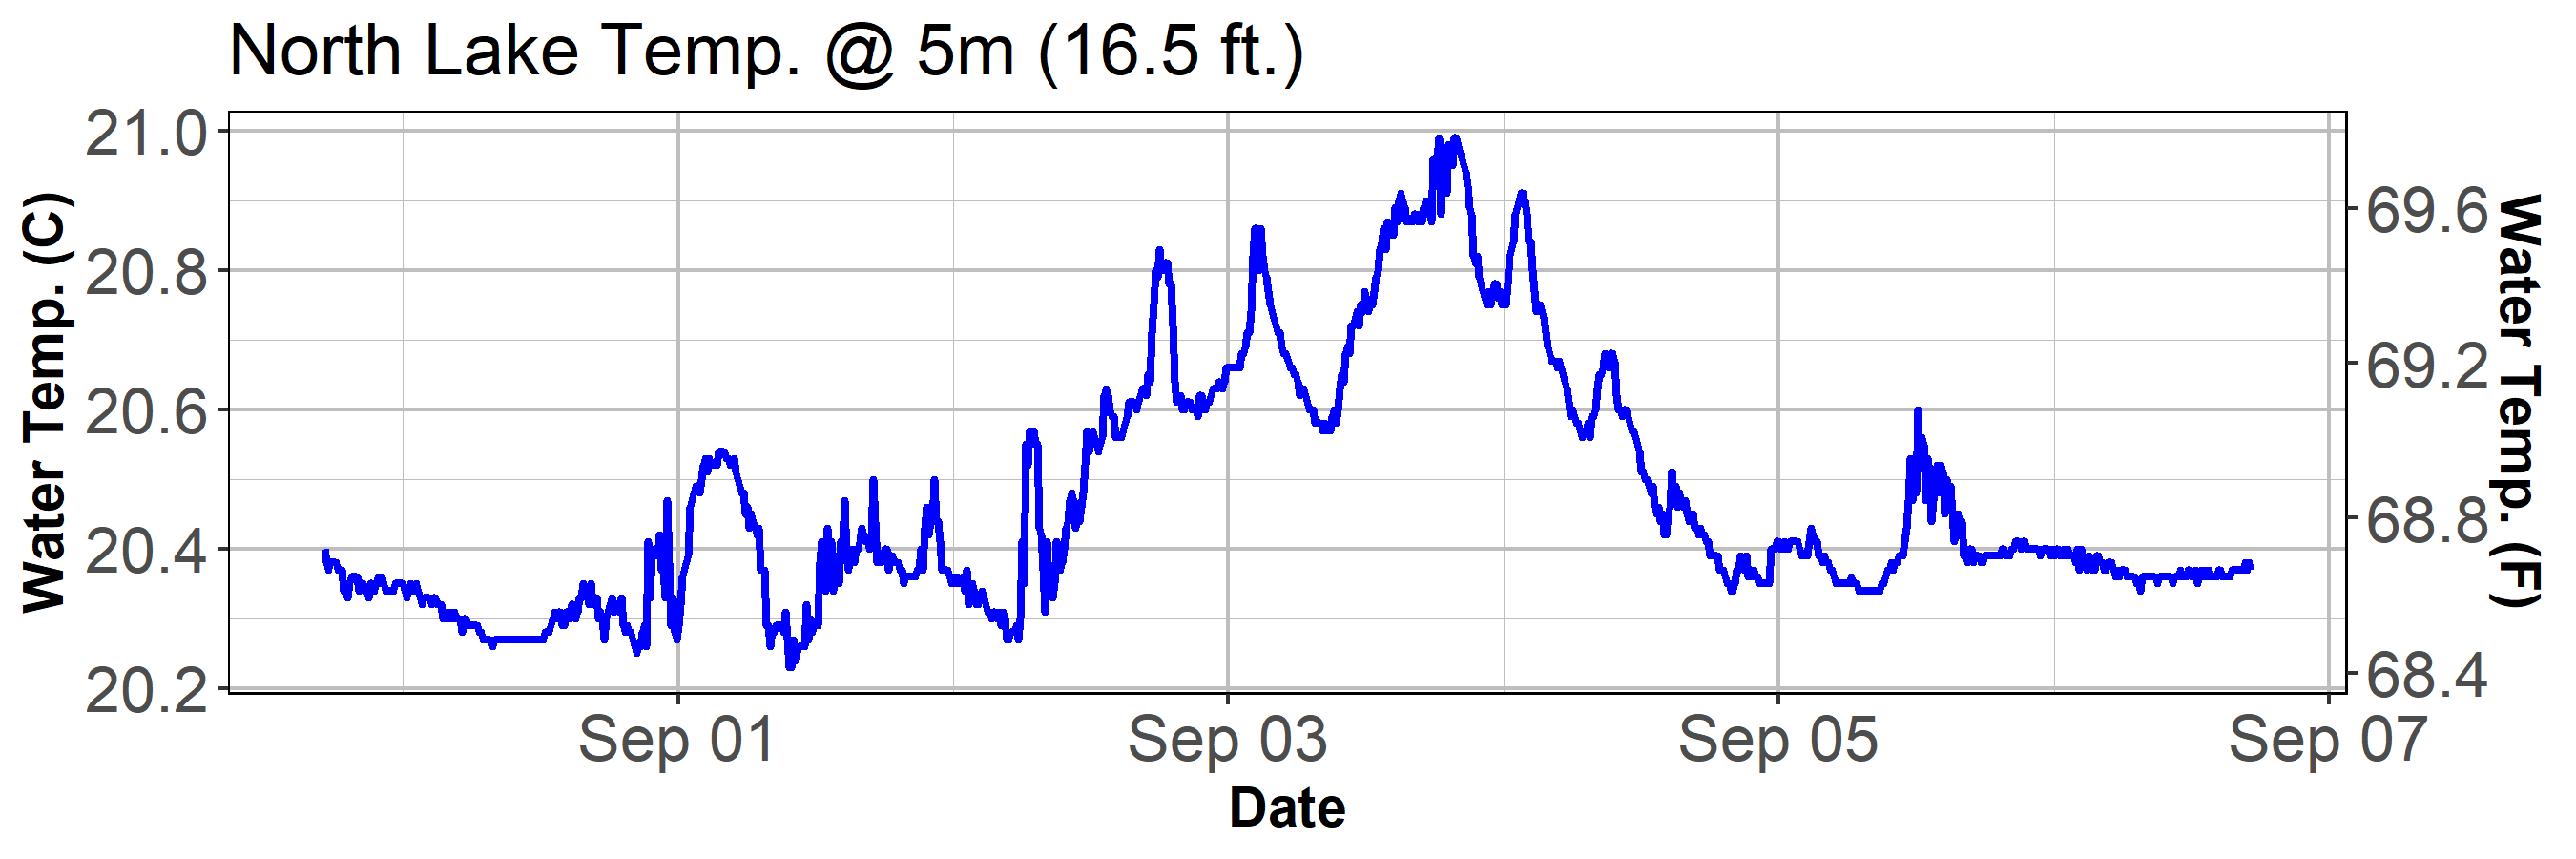 North Lake Temp. @ 5m (16.5 ft.)
Water Temp. (C)
21.0
20.8
20.6
20.4
20.2
69.6
69.2
68.8
68.4
Water Temp. (F)
Sep 01
Sep 03
Sep 05
Sep 07
Date